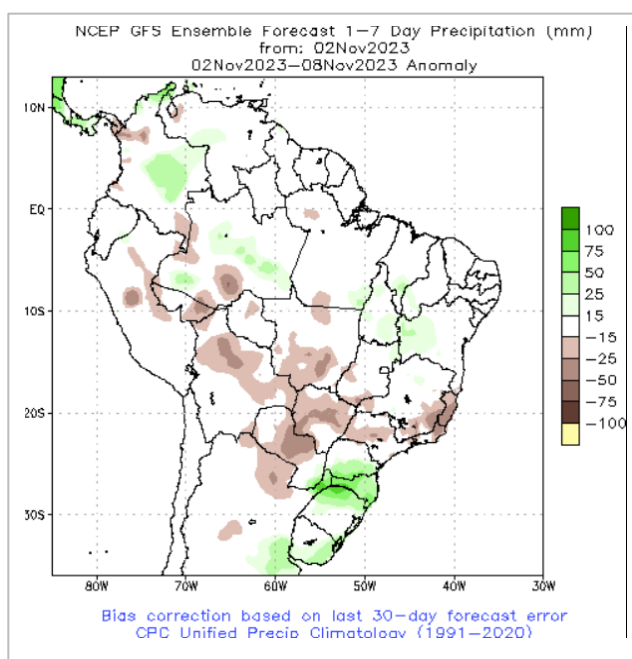 NCEP GFS Ensemble Forecast 1-7 Day Precipitation (mm)
from: 02Nov2023
02Nov2023-08Nov2023 Anomaly
10N
EQ
10S
20S
30S
80W 70W 60W 50W 40W 30W
100
75
50
25
15
-15
-25
-50
-75
-100
Bias correction based on last 30-day forecast error
CPC Unified Precip Climatology (1991-2020)